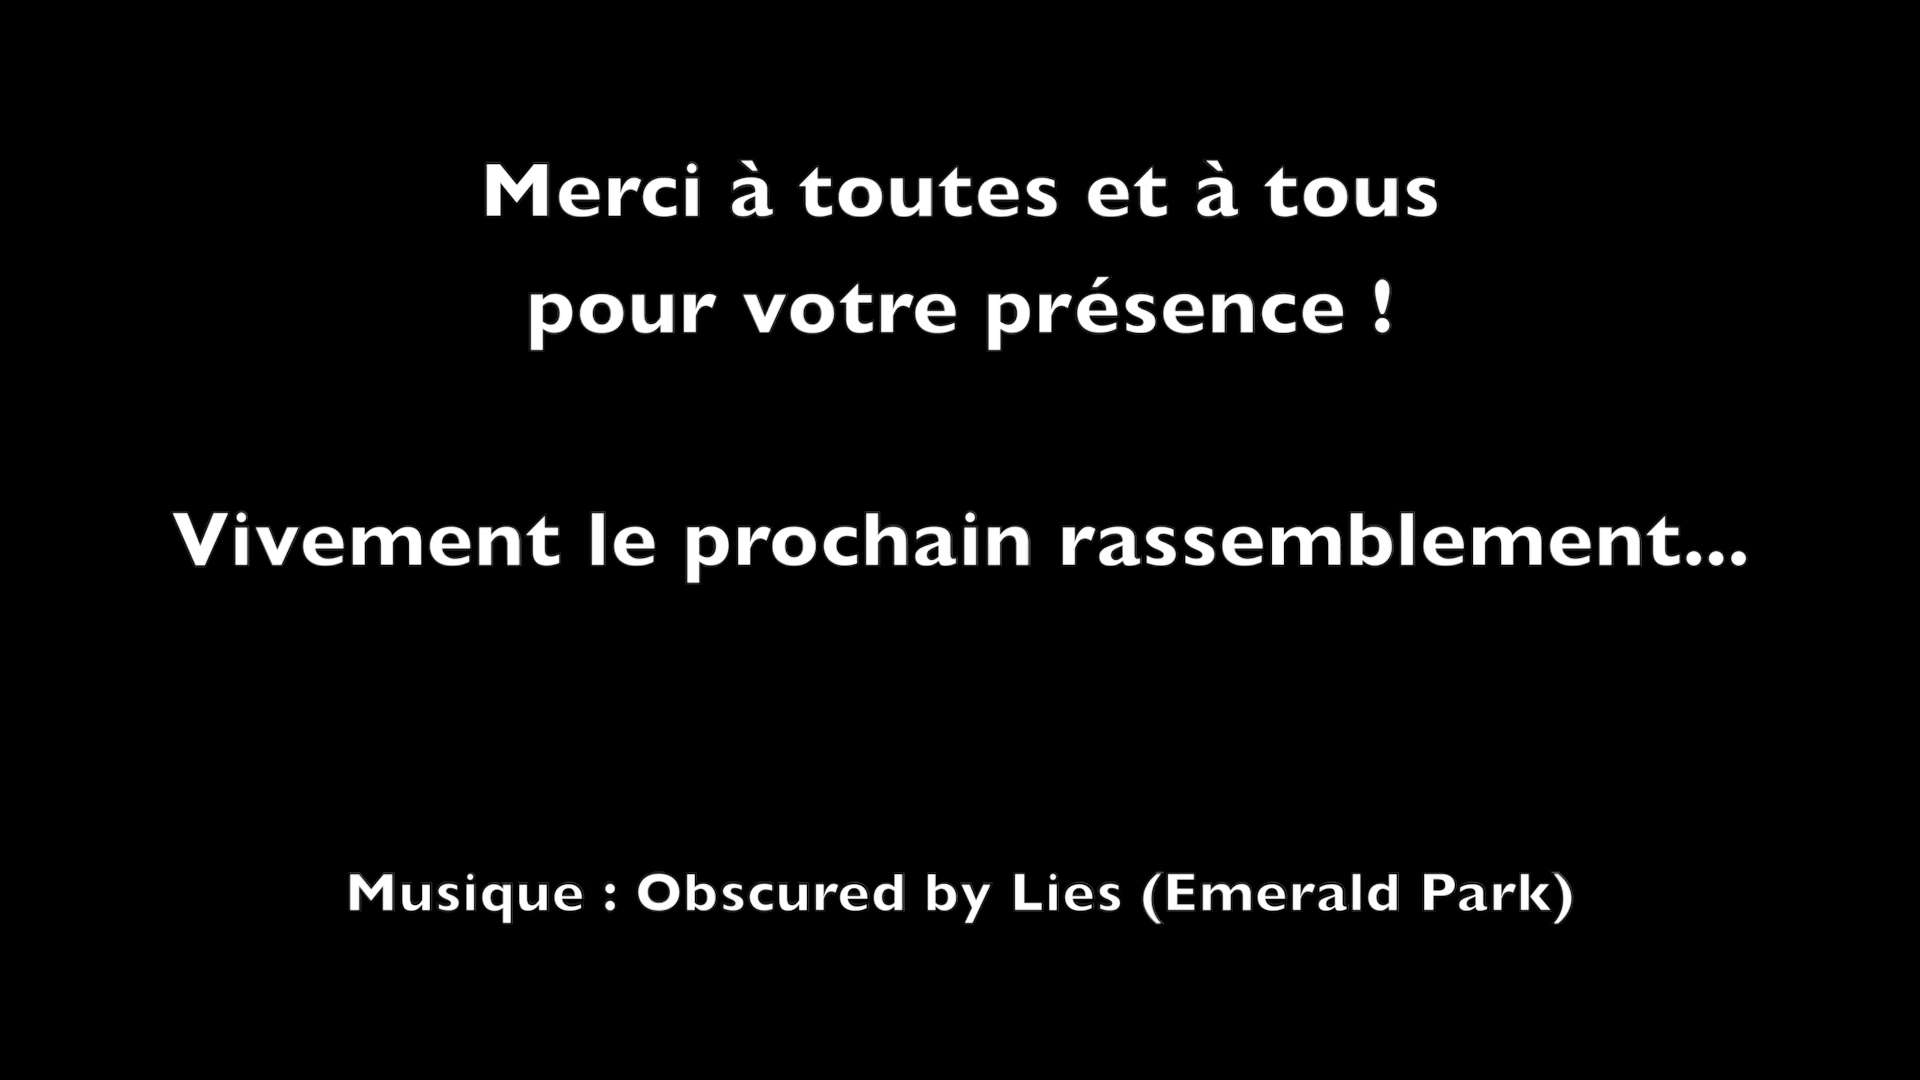 Merci à toutes et à tous
pour votre présence !
Vivement le prochain rassemblement...
Musique : Obscured by Lies (Emerald Park)